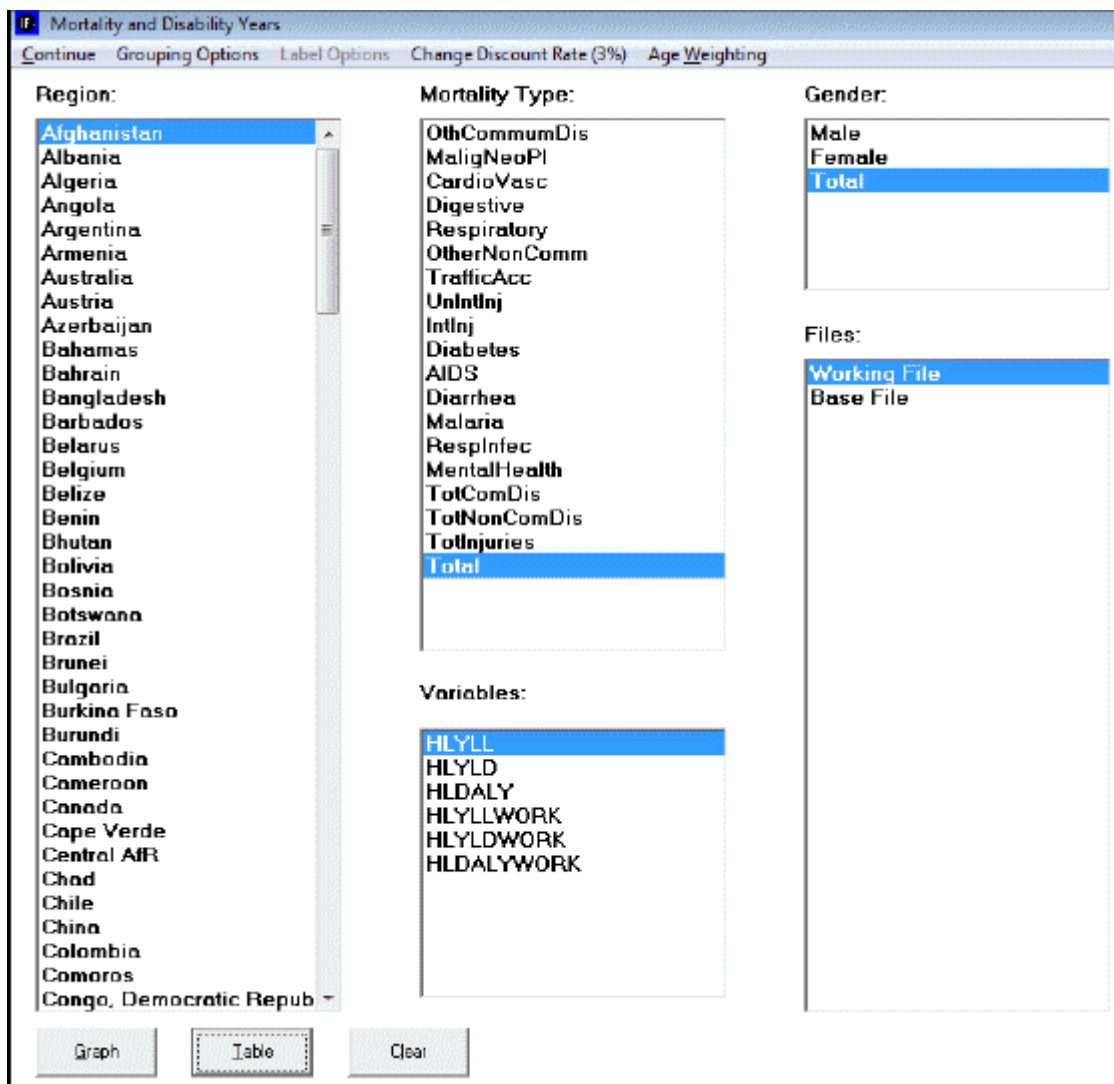 Mortality and Disability Years
Continue Grouping Options Label Options Change Discount Rate (3%) Age Weighting
Region:
Afghanistan
Albania
Algeria
Angola
Argentina
Armenia
Australia
Austria
Azerbaijan
Bahamas
Bahrain
Bangladesh
Barbados
Belarus
Belgium
Belize
Benin
Bhutan
Bolivia
Bosnia
Botswana
Brazil
Brunei
Bulgaria
Burkina Faso
Burundi
Cambodia
Cameroon
Canada
Cape Verde
Central AfR
Chad
Chile
China
Colombia
Comoros
Congo, Democratic Repub
Mortality Type:
OthCommumDis
MaligNeoPl
CardioVasc
Digestive
Respiratory
OtherNonComm
TrafficAcc
UnIntInj
IntInj
Diabetes
AIDS
Diarrhea
Malaria
RespInfec
MentalHealth
TotComDis
TotNonComDis
TotInjuries
Total
Variables:
HLYLL
HLYLD
HLDALY
HLYLLWORK
HLYLDWORK
HLDALYWORK
Gender:
Male
Female
Total
Files:
Working File
Base File
Graph Table Clear